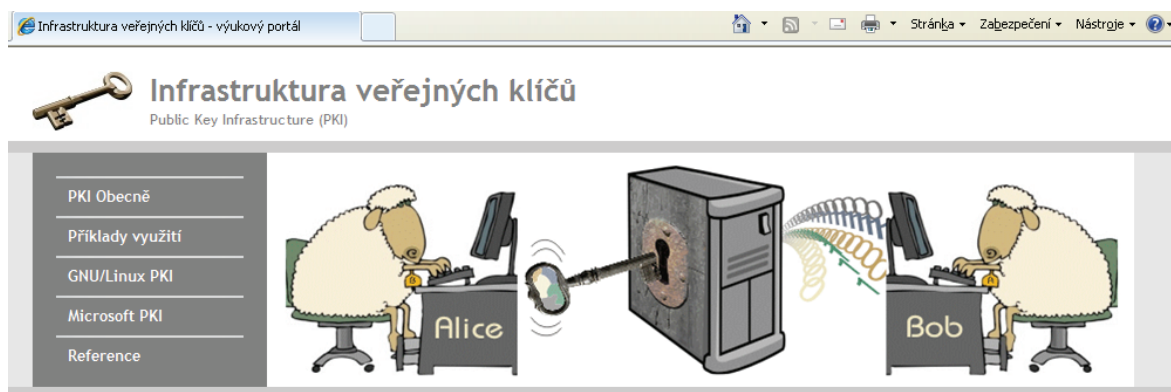 Infrastruktura veřejných klíčů - výukový portál
Stránka
Zabezpečení
Nástroje
Infrastruktura veřejných klíčů
Public Key Infrastructure (PKI)
PKI Obecně
Příklady využití
GNU/Linux PKI
Microsoft PKI
Reference
B
Alice
A
Bob